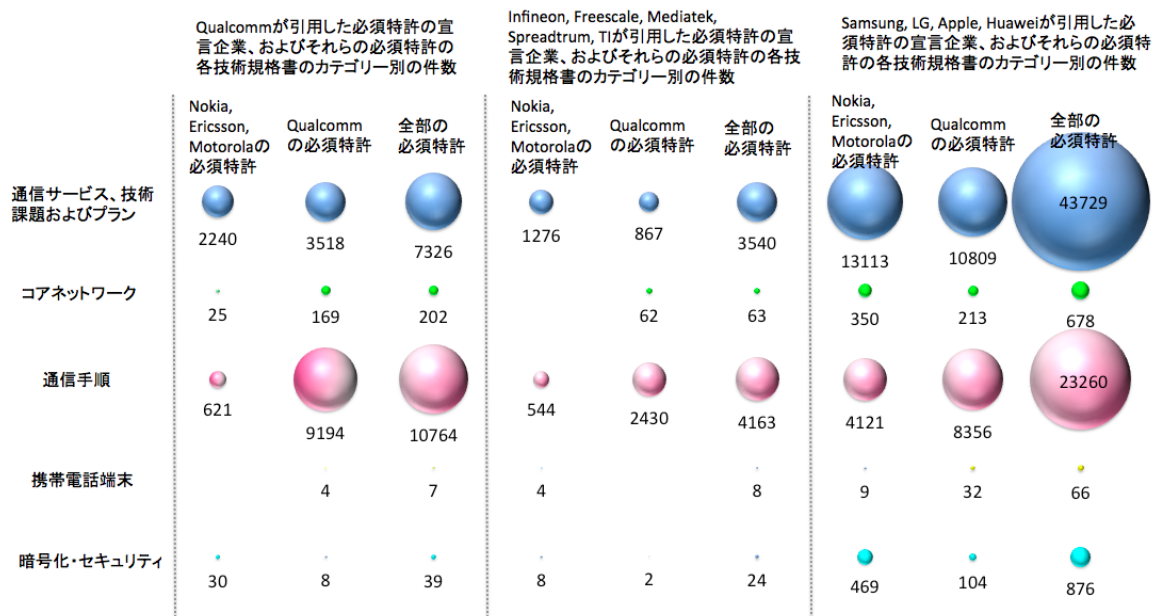 Qualcommが引用した必須特許の宣
言企業、およびそれらの必須特許の
各技術規格書のカテゴリー別の件数
Infineon, Freescale, Mediatek,
Spreadtrum, TIが引用した必須特許の宣
言企業、およびそれらの必須特許の各技
術規格書のカテゴリー別の件数
Samsung, LG, Apple, Huaweiが引用した必
須特許の宣言企業、およびそれらの必須特
許の各技術規格書のカテゴリー別の件数
Nokia,
Ericsson,
Motorolaの
必須特許
Qualcomm
の必須特許
全部の
必須特許
Nokia,
Ericsson,
Motorolaの
必須特許
Qualcomm
の必須特許
全部の
必須特許
Nokia,
Ericsson,
Motorolaの
必須特許
Qualcomm
の必須特許
全部の
必須特許
通信サービス、技術
課題およびプラン
2240
3518
7326
1276
867
3540
13113
10809
43729
コアネットワーク
25
169
202
62
63
350
213
678
通信手順
621
9194
10764
544
2430
4163
4121
8356
23260
携帯電話端末
4
7
4
8
9
32
66
暗号化・セキュリティ
30
8
39
8
2
24
469
104
876